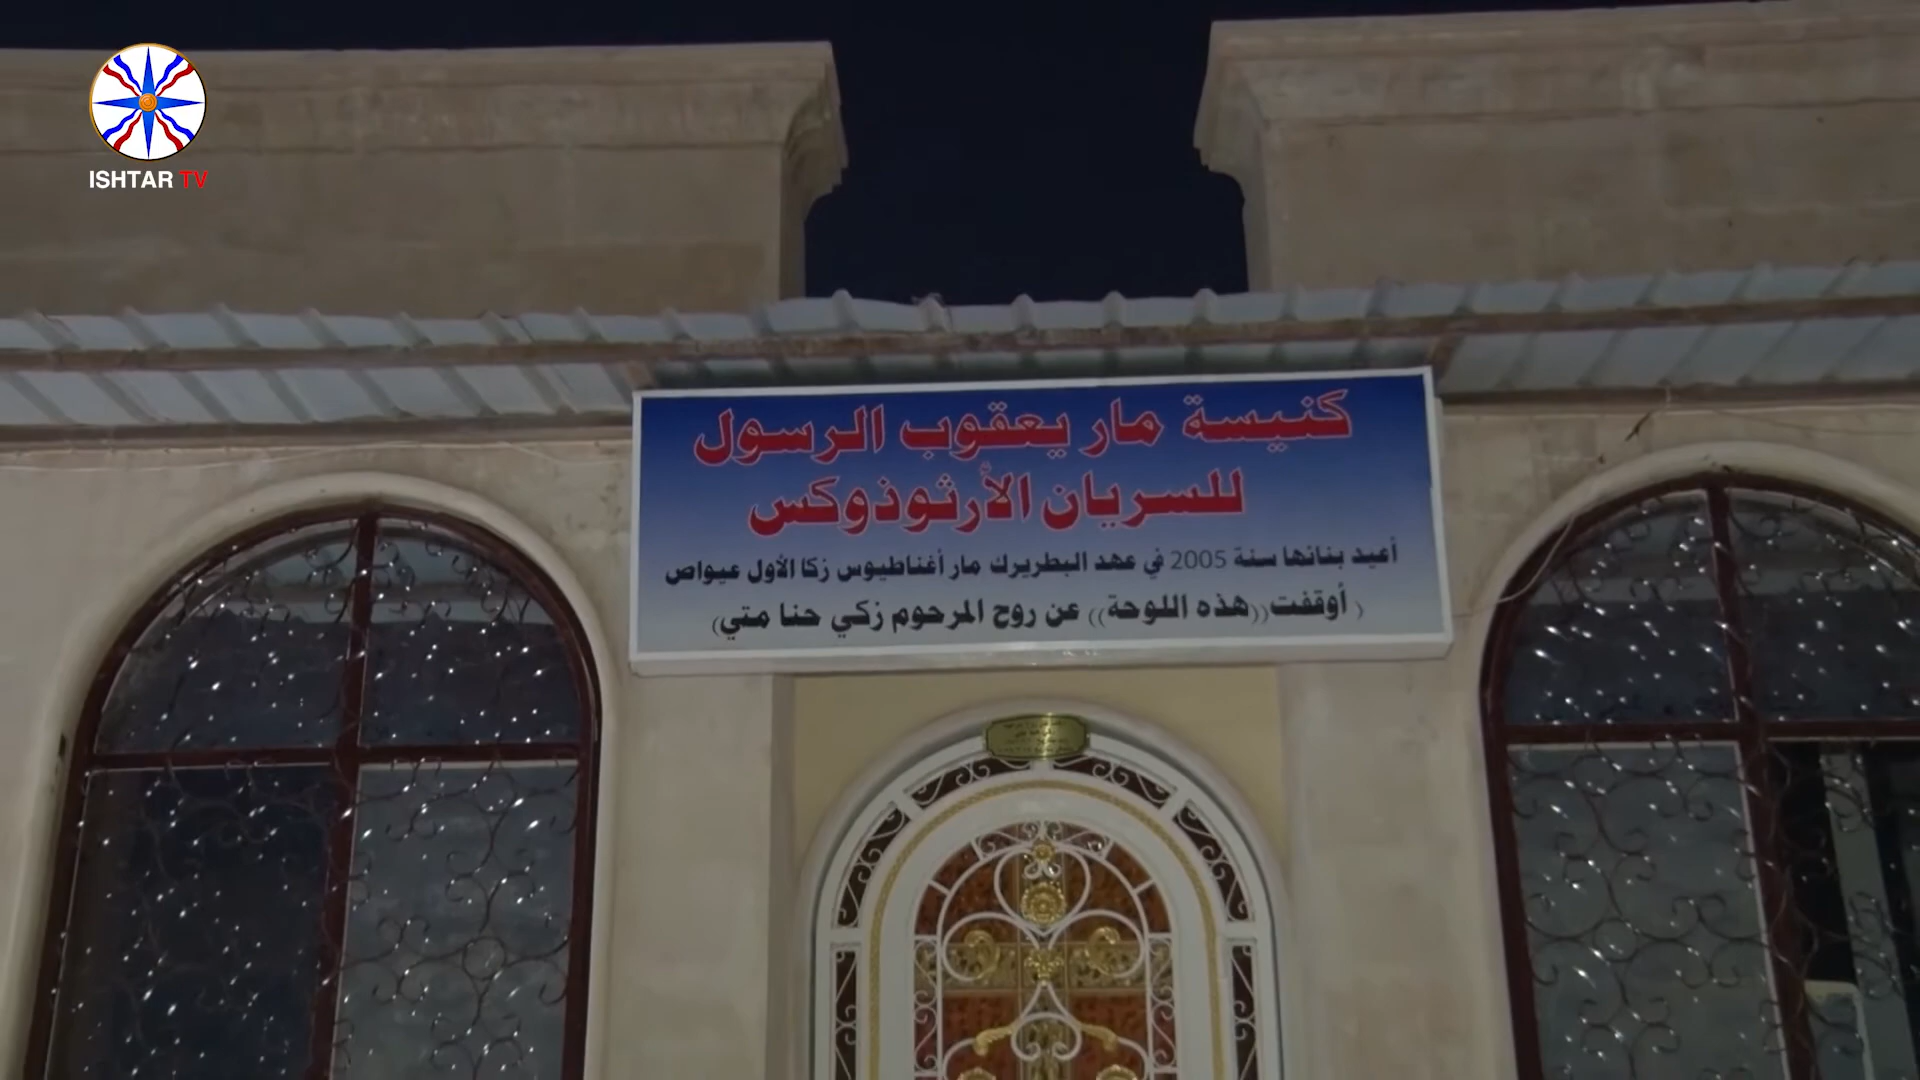 ISHTAR TV
كنيسة مار يعقوب الرسول
للسريان الأرثوذوكس
أعيد بنائها سنة 2005 في عهد البطريرك مار أغناطيوس زكا الأول عيواص
( أوقفت ((هذه اللوحة)) عن روح المرحوم زكي حنا متي)